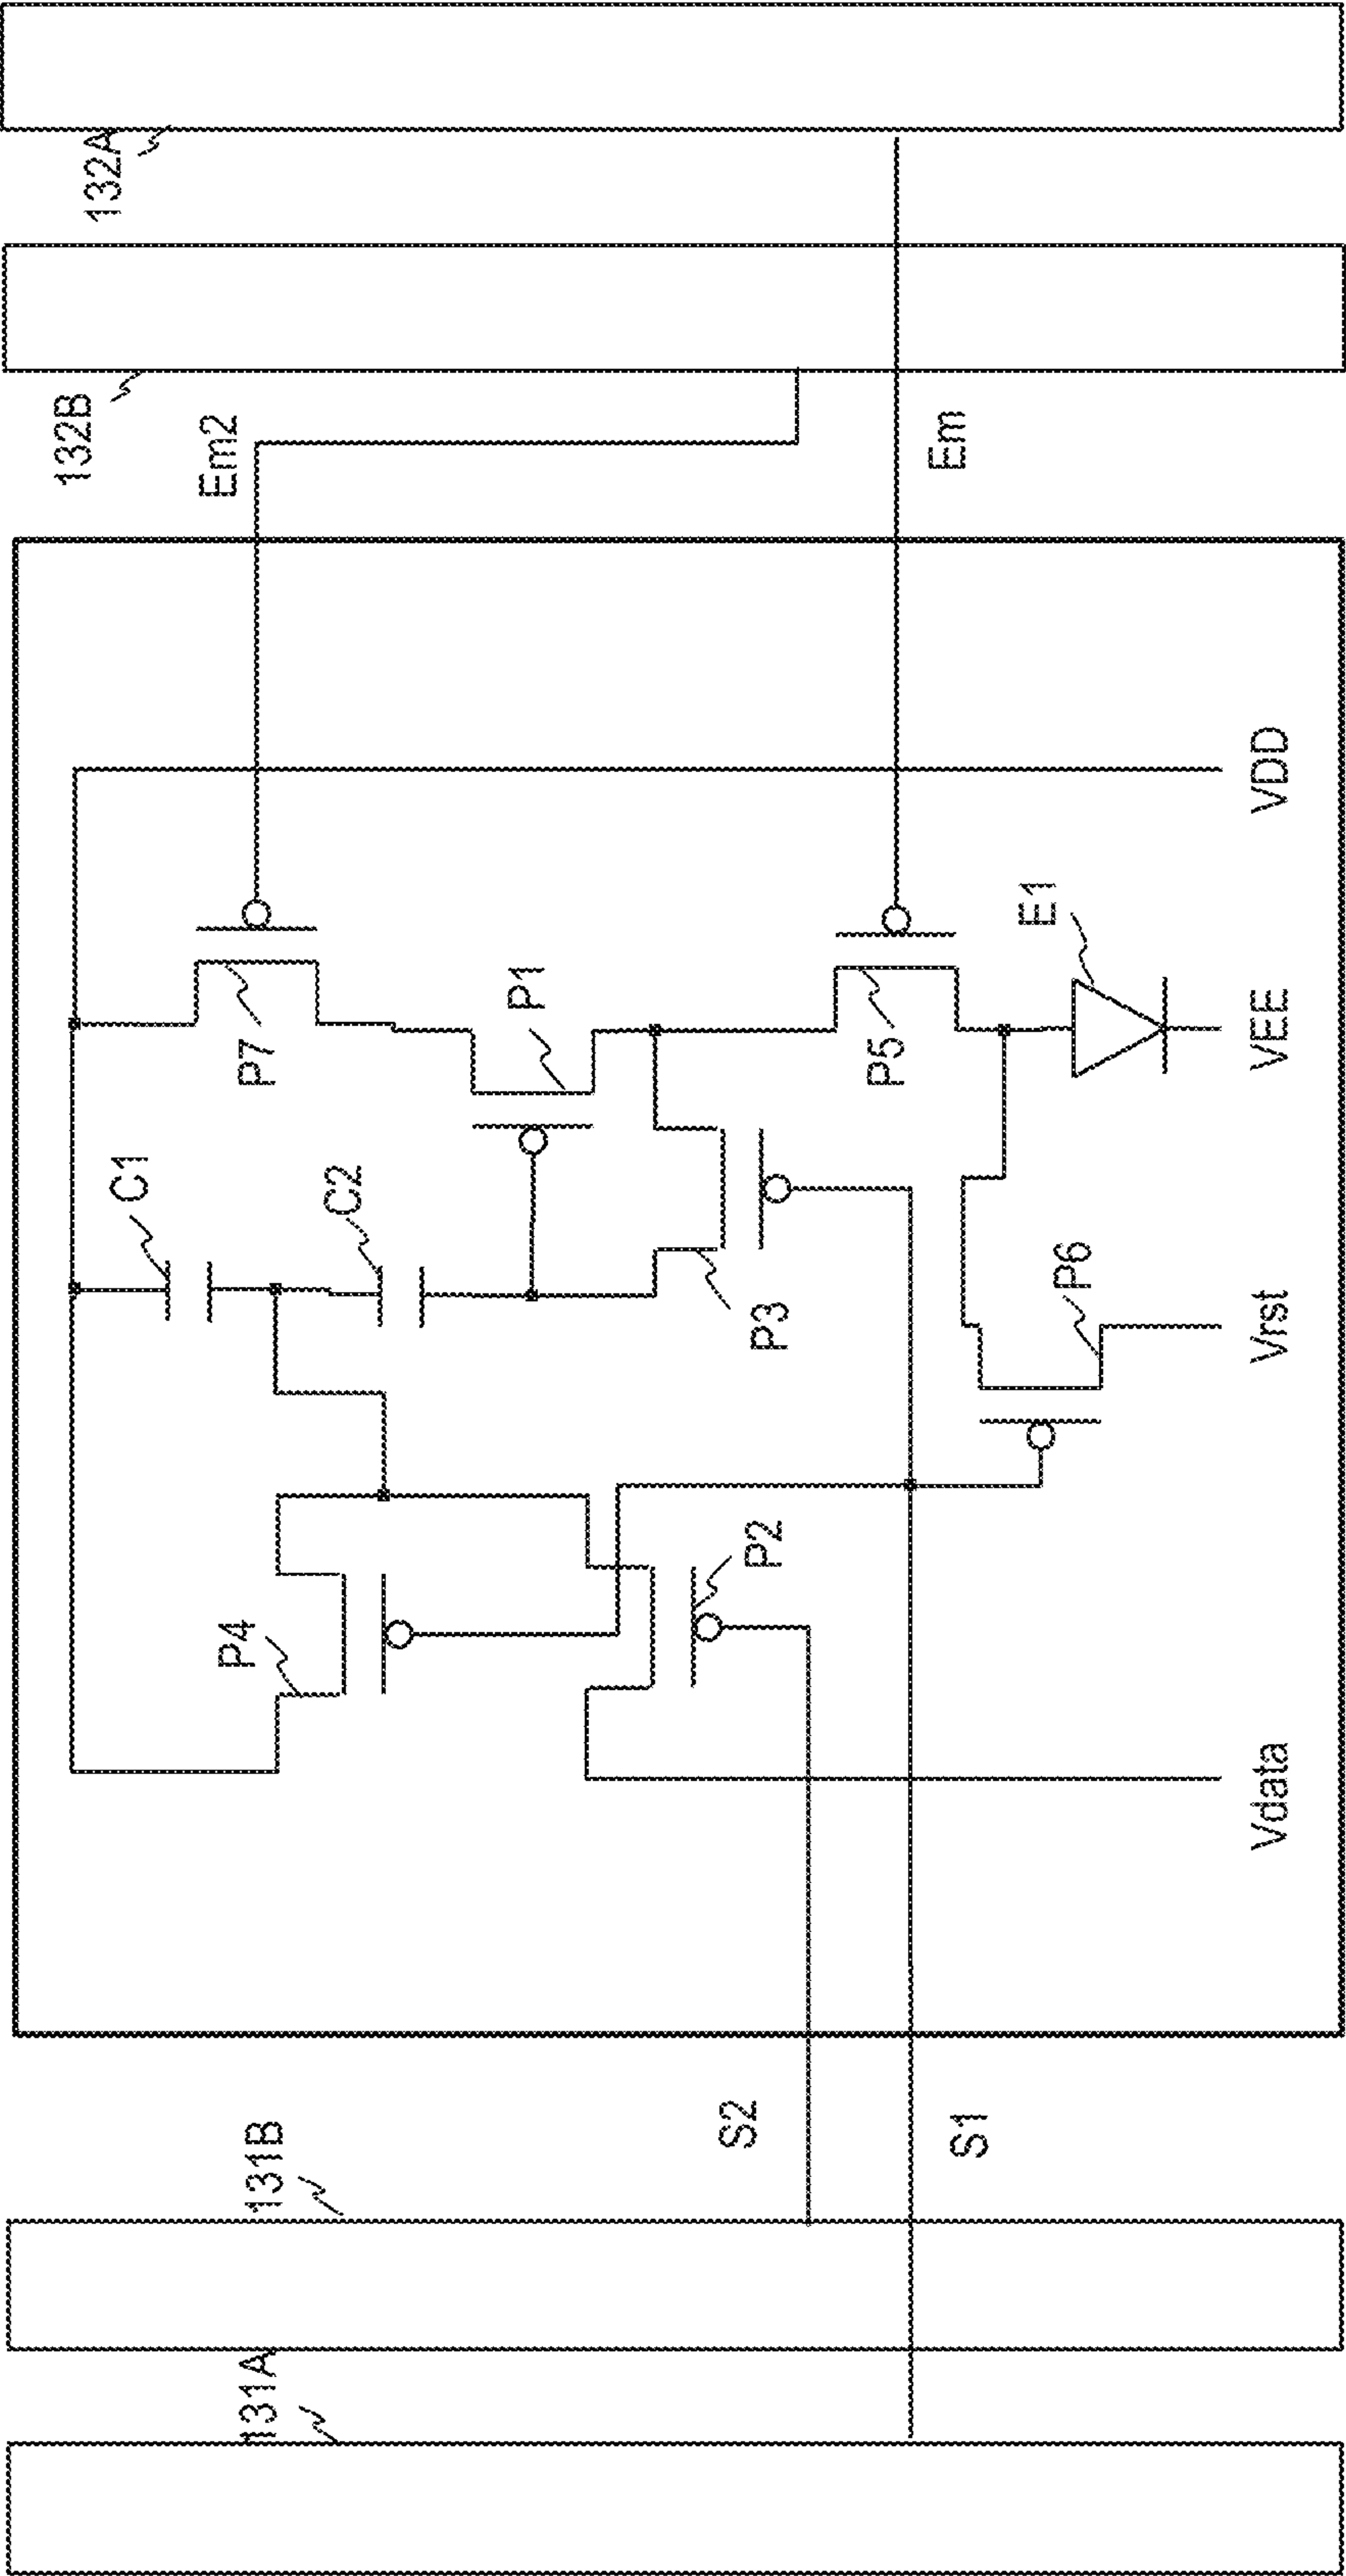 131A
131B
132B
132A
S2
S1
Em2
Em
C1
C2
P7
P1
P4
P3
P5
E1
P2
P6
Vdata
Vrst
VEE
VDD